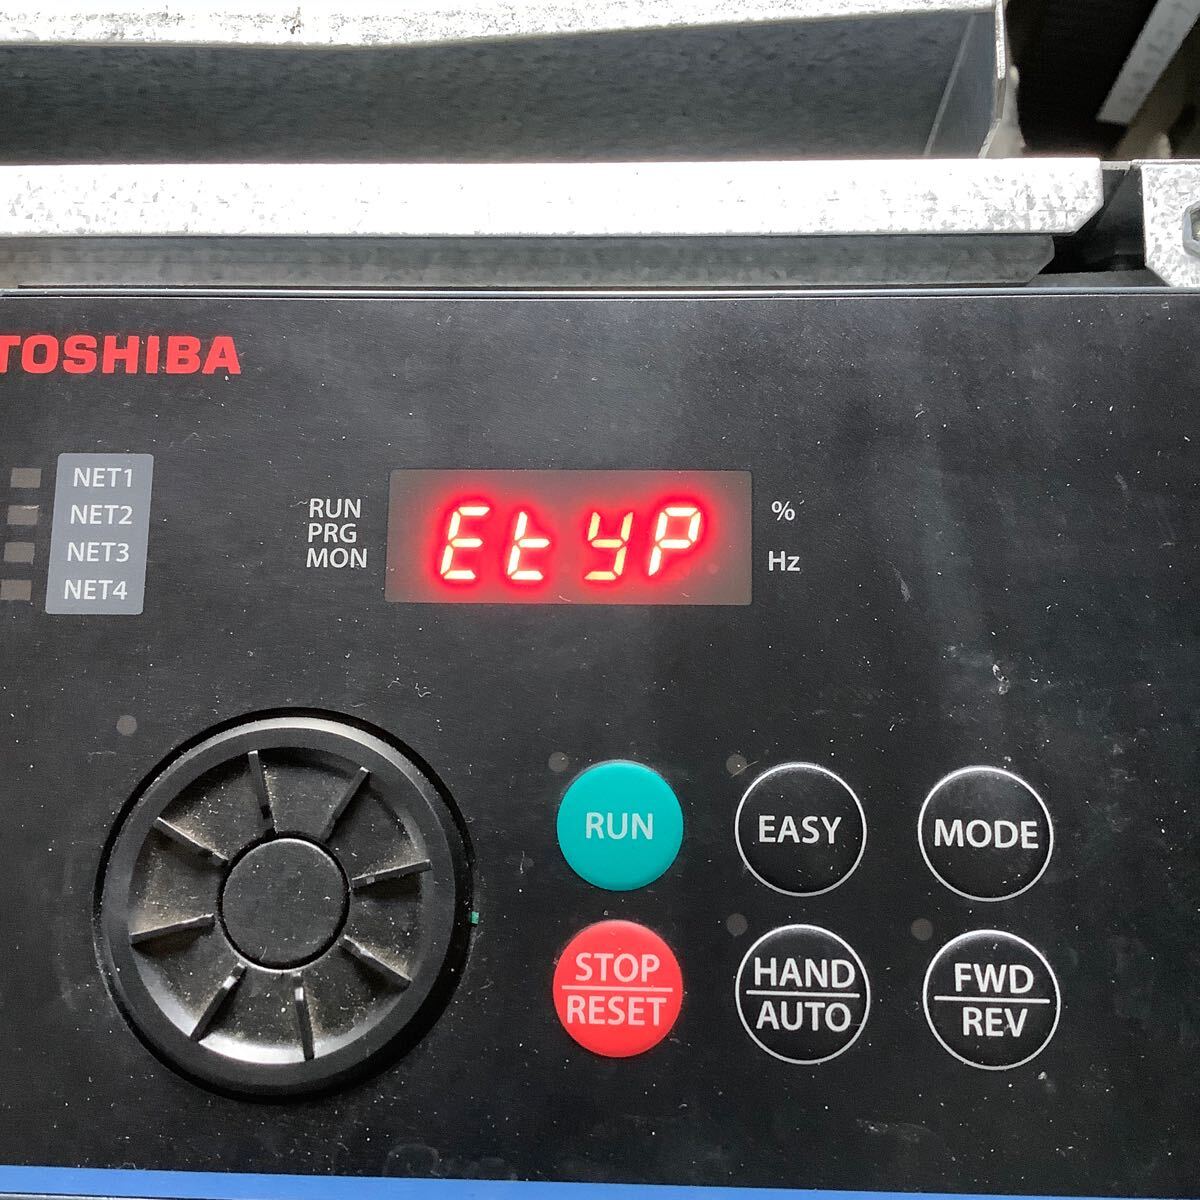 TOSHIBA
NET1
NET2
NET3
NET4
RUN
PRG
MON
EtyP
%
Hz
RUN
EASY
MODE
STOP
RESET
HAND
AUTO
FWD
REV